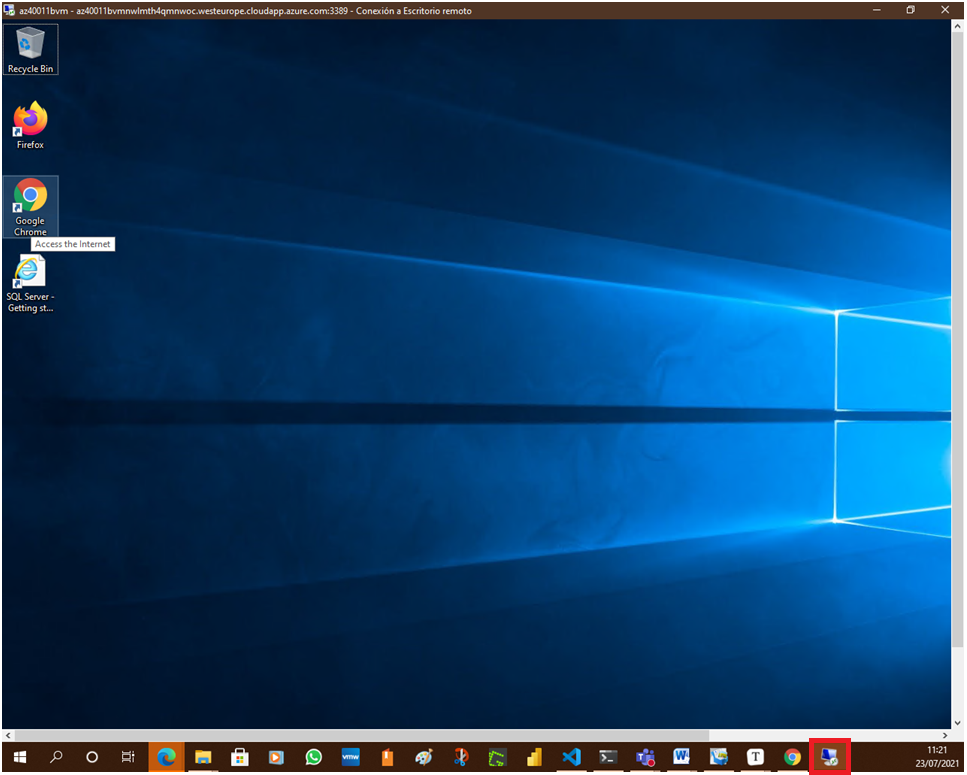 az40011bvm - az40011bvmnwlmth4qmnwoc.westeurope.cloudapp.azure.com:3389 - Conexión a Escritorio remoto
Recycle Bin
Firefox
Google
Chrome
Access the Internet
SQL Server -
Getting st...
vmw
T
11:21
23/07/2021